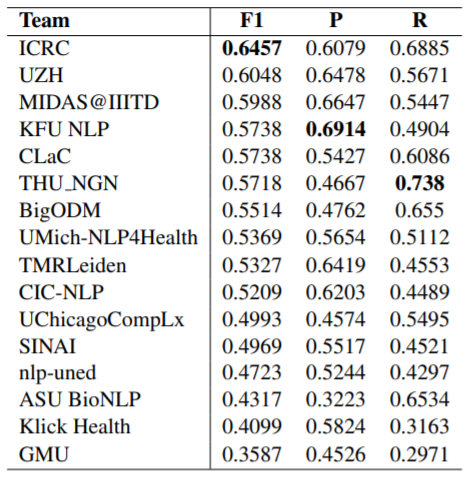 Team F1 P R
ICRC 0.6457 0.6079 0.6885
UZH 0.6048 0.6478 0.5671
MIDAS@IIITD 0.5988 0.6647 0.5447
KFU NLP 0.5738 0.6914 0.4904
CLaC 0.5738 0.5427 0.6086
THU_NGN 0.5718 0.4667 0.738
BigODM 0.5514 0.4762 0.655
UMich-NLP4Health 0.5369 0.5654 0.5112
TMRLeiden 0.5327 0.6419 0.4553
CIC-NLP 0.5209 0.6203 0.4489
UChicagoCompLx 0.4993 0.4574 0.5495
SINAI 0.4969 0.5517 0.4521
nlp-uned 0.4723 0.5244 0.4297
ASU BioNLP 0.4317 0.3223 0.6534
Klick Health 0.4099 0.5824 0.3163
GMU 0.3587 0.4526 0.2971